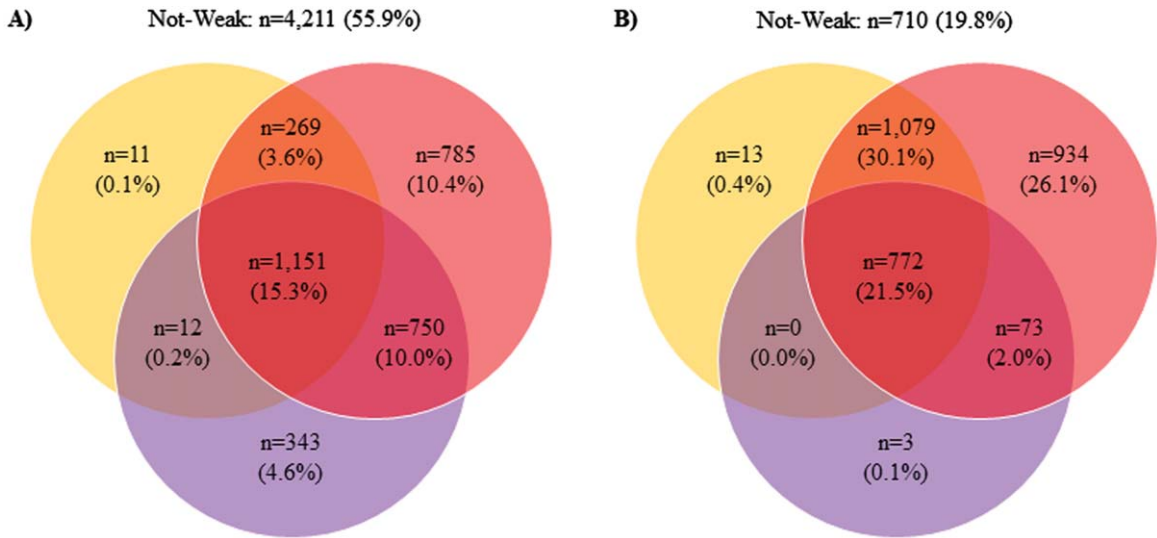 A)
Not-Weak: n=4,211 (55.9%)
n=269
(3.6%)
n=11
(0.1%)
n=785
(10.4%)
n=1,151
(15.3%)
n=12
(0.2%)
n=750
(10.0%)
n=343
(4.6%)
B)
Not-Weak: n=710 (19.8%)
n=1,079
(30.1%)
n=13
(0.4%)
n=934
(26.1%)
n=772
(21.5%)
n=0
(0.0%)
n=73
(2.0%)
n=3
(0.1%)